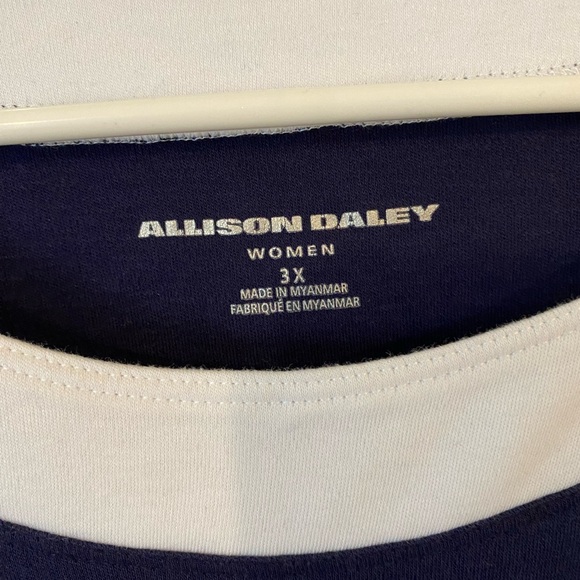 ALLISON DALEY
WOMEN
3X
MADE IN MYANMAR
FABRIQUÉ EN MYANMAR